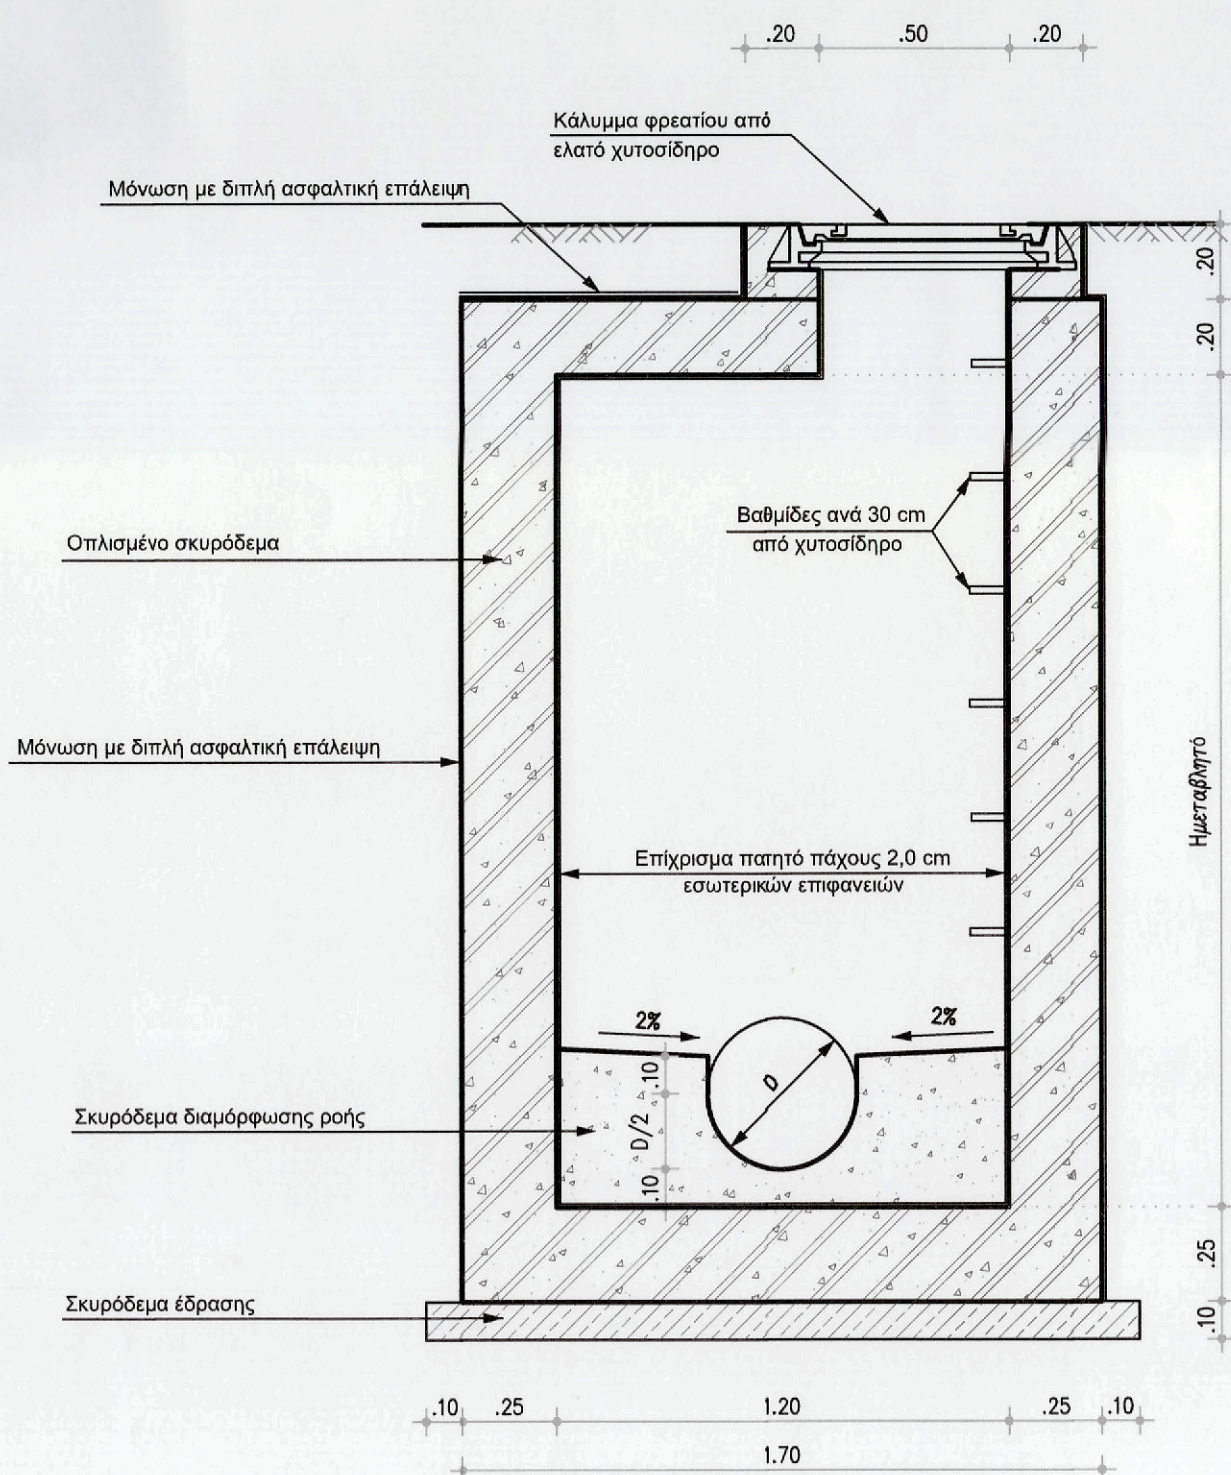 .20 .50 .20
Κάλυμμα φρεατίου από
ελατό χυτοσίδηρο
Μόνωση με διπλή ασφαλτική επάλειψη
.20
.20
Βαθμίδες ανά 30 cm
από χυτοσίδηρο
Οπλισμένο σκυρόδεμα
Μόνωση με διπλή ασφαλτική επάλειψη
Ημεταβλητό
Επίχρισμα πατητό πάχους 2,0 cm
εσωτερικών επιφανειών
2% 2%
.10
D
D/2
.10
Σκυρόδεμα διαμόρφωσης ροής
.25
Σκυρόδεμα έδρασης
.10
.10 .25 1.20 .25 .10
1.70